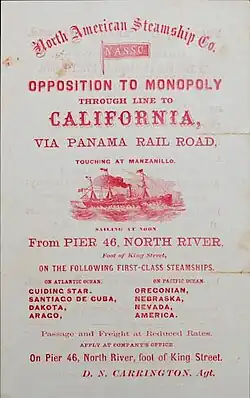 North American Steamship Co.
N.A.S.S.CO.
OPPOSITION TO MONOPOLY
THROUGH LINE TO
CALIFORNIA,
VIA PANAMA RAIL ROAD,
TOUCHING AT MANZANILLO.
SAILING AT NOON
From PIER 46, NORTH RIVER,
Foot of King Street,
ON THE FOLLOWING FIRST-CLASS STEAMSHIPS.
ON ATLANTIC OCEAN. ON PACIFIC OCEAN.
GUIDING STAR. OREGONIAN,
SANTIAGO DE CUBA, NEBRASKA,
DAKOTA, NEVADA,
ARAGO, AMERICA.
Passage and Freight at Reduced Rates.
APPLY AT COMPANY'S OFFICE
On Pier 46, North River, foot of King Street.
D. N. CARRINGTON, Agt.